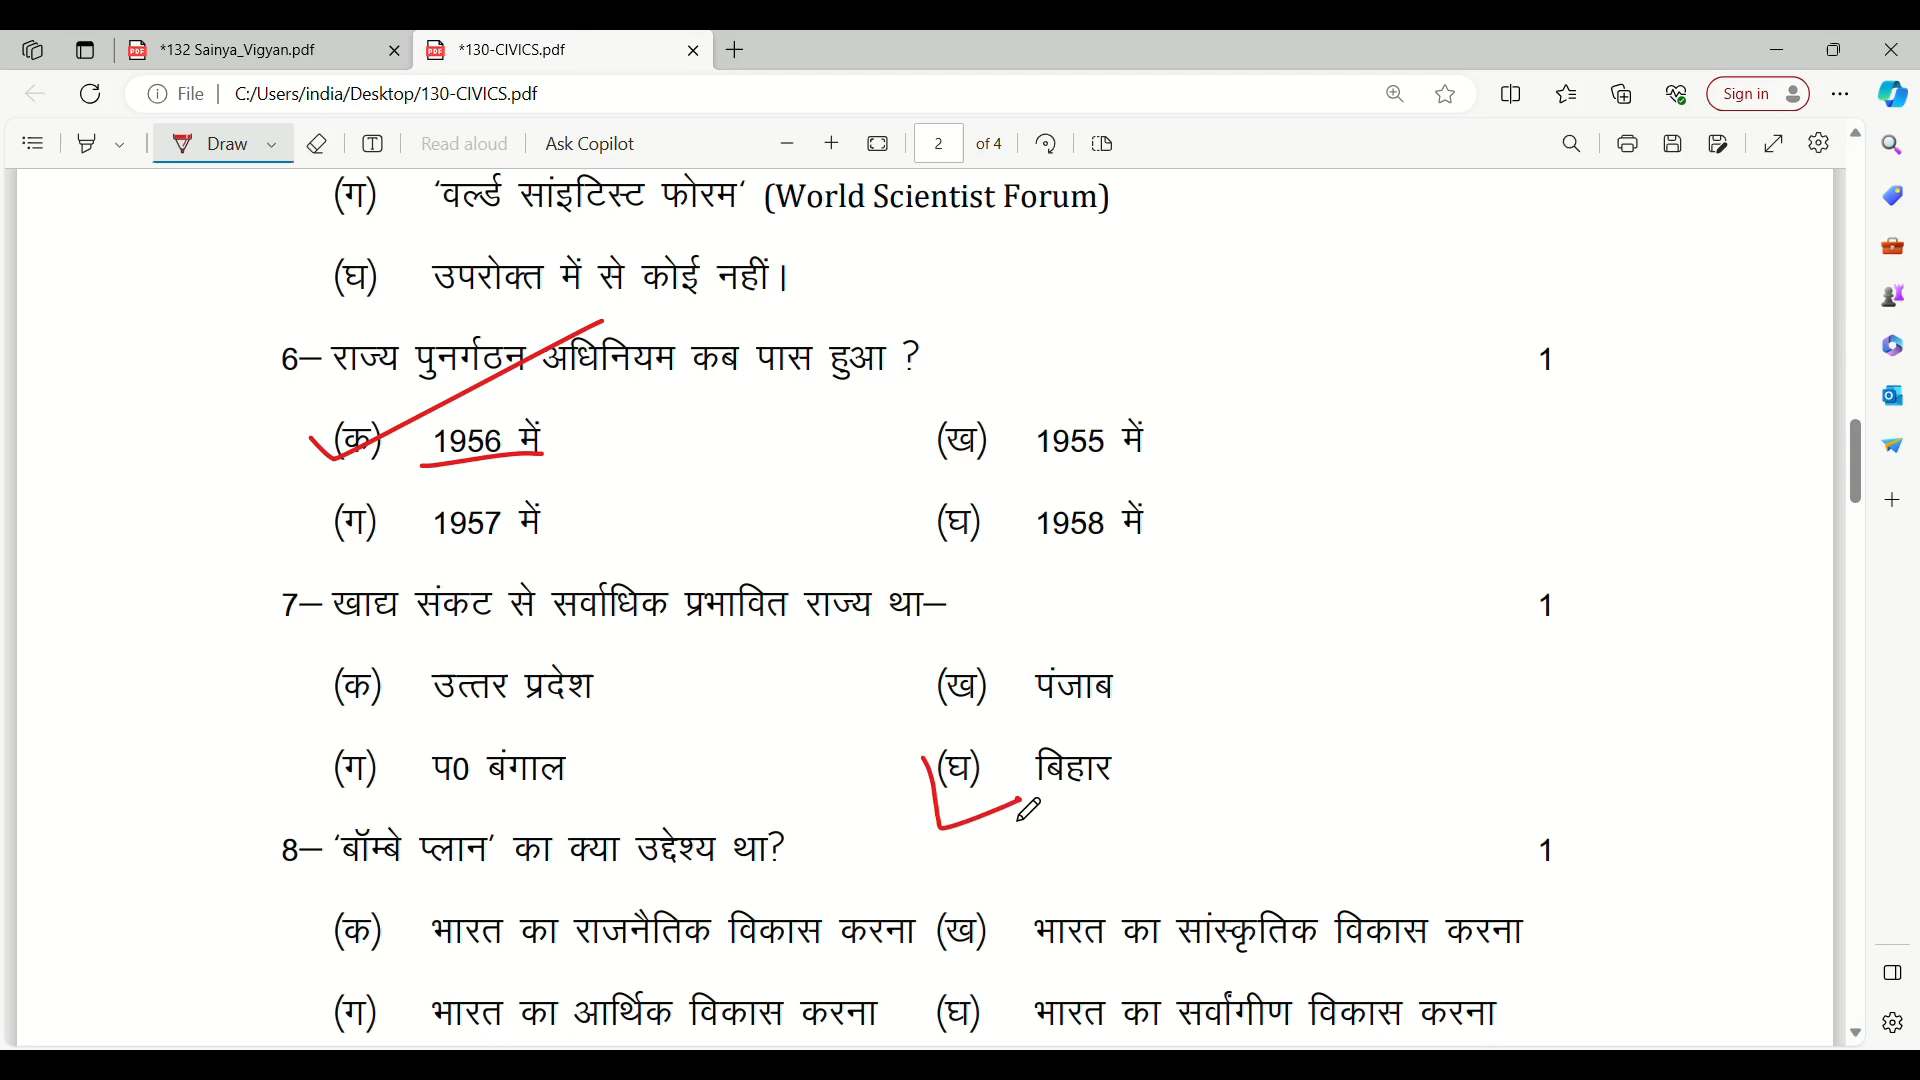 *132 Sainya_Vigyan.pdf
*130-CIVICS.pdf
File
C:/Users/india/Desktop/130-CIVICS.pdf
Sign in
Draw
Read aloud
Ask Copilot
2 of 4
(ग) 'वर्ल्ड सांइटिस्ट फोरम' (World Scientist Forum)
(घ) उपरोक्त में से कोई नहीं।
6– राज्य पुनर्गठन अधिनियम कब पास हुआ ? 1
(क) 1956 में (ख) 1955 में
(ग) 1957 में (घ) 1958 में
7– खाद्य संकट से सर्वाधिक प्रभावित राज्य था– 1
(क) उत्तर प्रदेश (ख) पंजाब
(ग) प0 बंगाल (घ) बिहार
8– 'बॉम्बे प्लान' का क्या उद्देश्य था? 1
(क) भारत का राजनैतिक विकास करना (ख) भारत का सांस्कृतिक विकास करना
(ग) भारत का आर्थिक विकास करना (घ) भारत का सर्वांगीण विकास करना